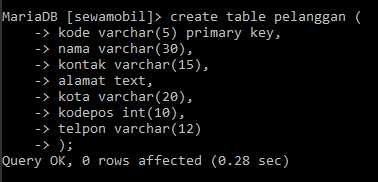 MariaDB [sewamobil]> create table pelanggan (
    -> kode varchar(5) primary key,
    -> nama varchar(30),
    -> kontak varchar(15),
    -> alamat text,
    -> kota varchar(20),
    -> kodepos int(10),
    -> telpon varchar(12)
    -> );
Query OK, 0 rows affected (0.28 sec)